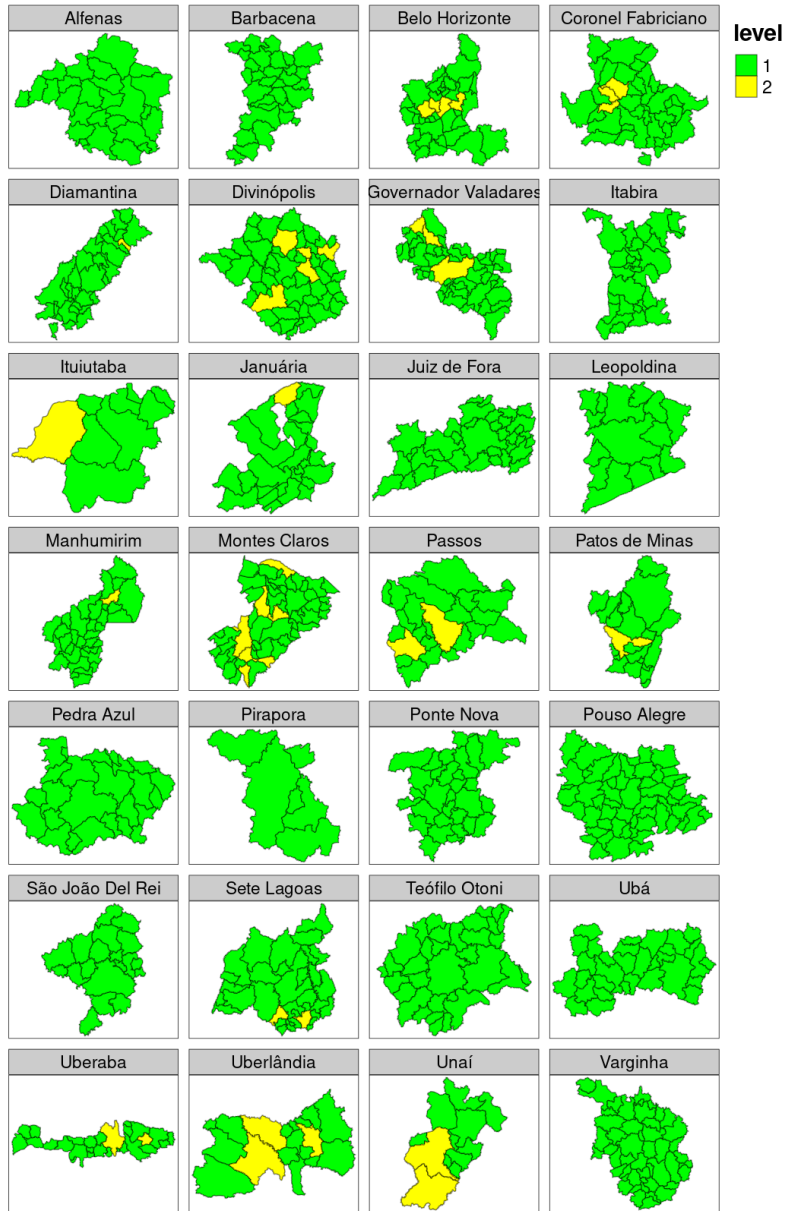 Alfenas
Barbacena
Belo Horizonte
Coronel Fabriciano
level
1
2
Diamantina
Divinópolis
Governador Valadares
Itabira
Ituiutaba
Januária
Juiz de Fora
Leopoldina
Manhumirim
Montes Claros
Passos
Patos de Minas
Pedra Azul
Pirapora
Ponte Nova
Pouso Alegre
São João Del Rei
Sete Lagoas
Teófilo Otoni
Ubá
Uberaba
Uberlândia
Unaí
Varginha